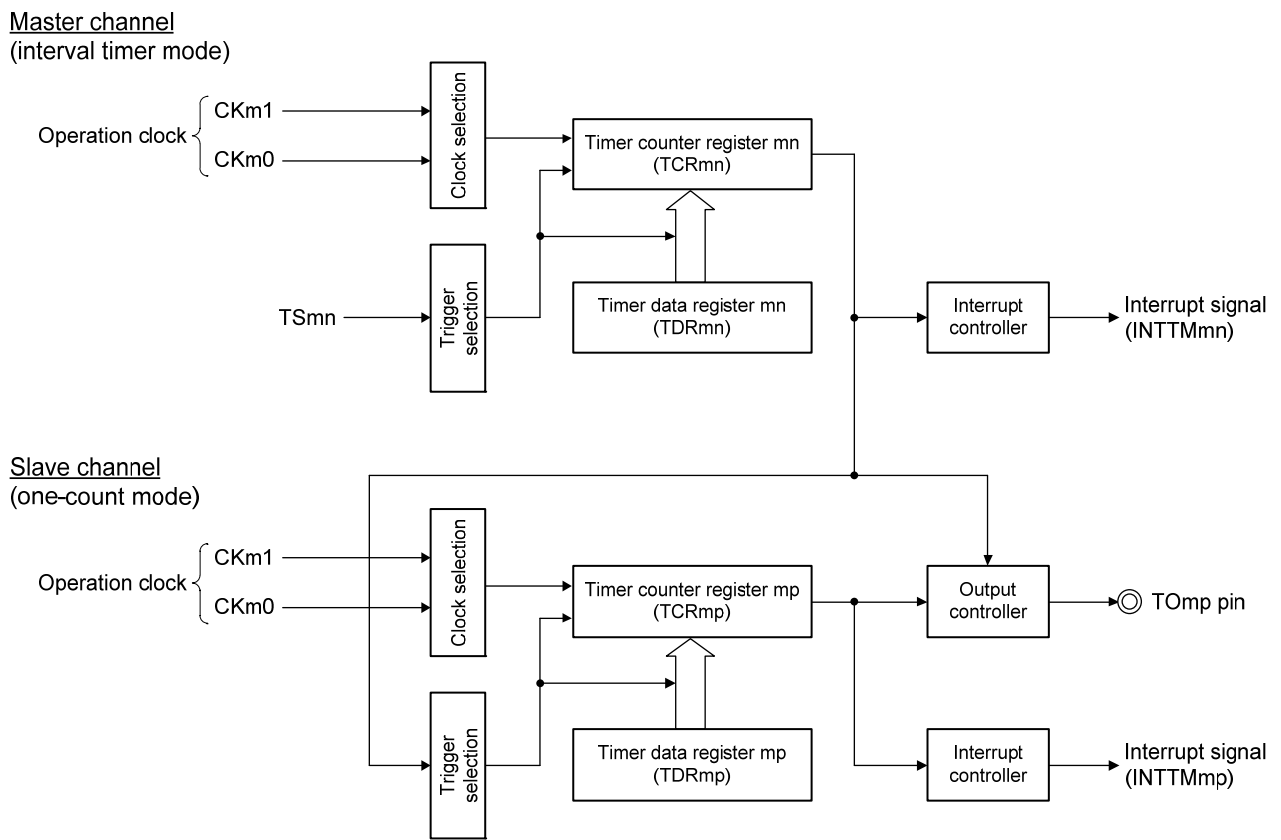 Master channel
(interval timer mode)
Operation clock
CKm1
CKm0
Clock selection
Timer counter register mn
(TCRmn)
TSmn
Trigger
selection
Timer data register mn
(TDRmn)
Interrupt
controller
Interrupt signal
(INTTMmn)
Slave channel
(one-count mode)
Operation clock
CKm1
CKm0
Clock selection
Timer counter register mp
(TCRmp)
Output
controller
TOmp pin
Trigger
selection
Timer data register mp
(TDRmp)
Interrupt
controller
Interrupt signal
(INTTMmp)